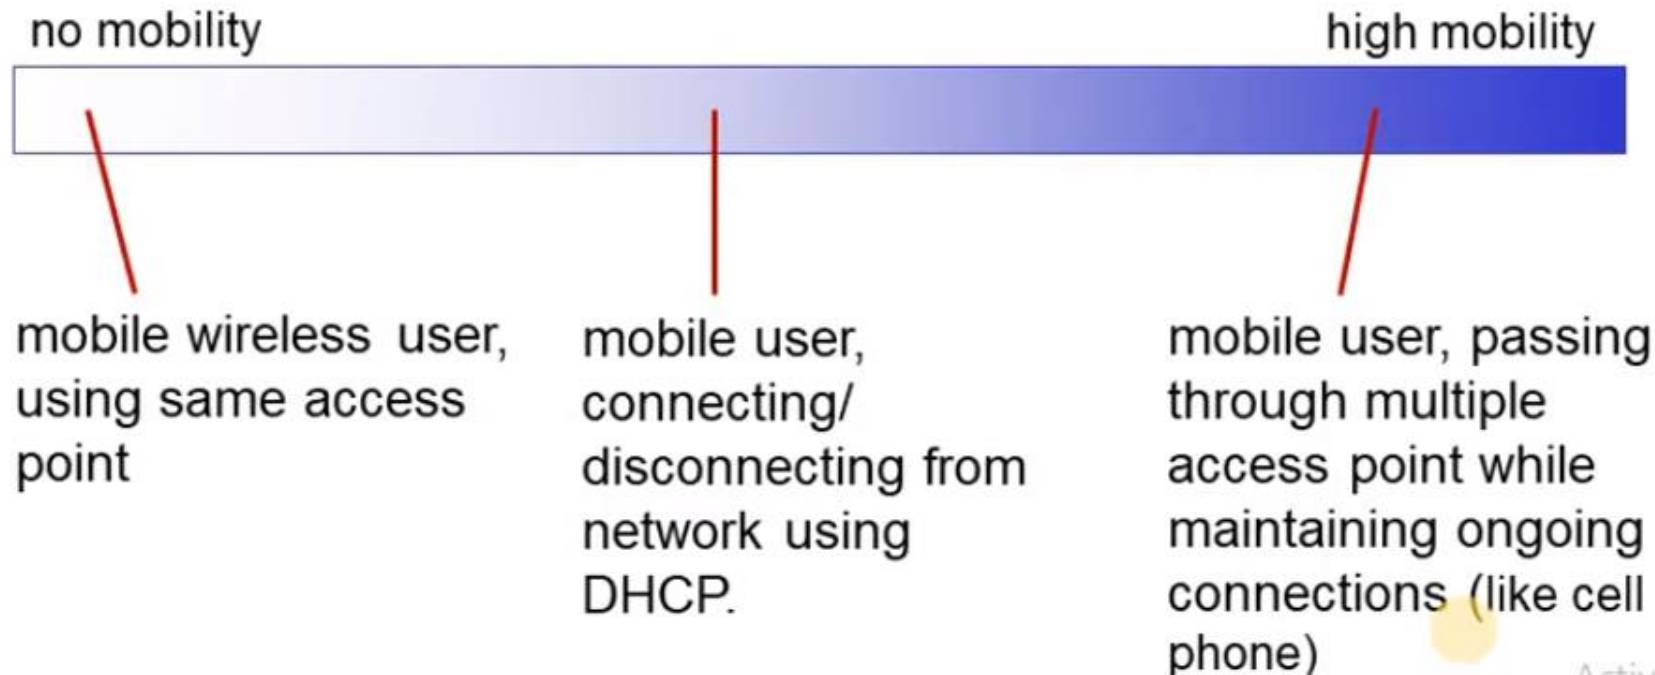 no mobility
high mobility
mobile wireless user,
using same access
point
mobile user,
connecting/
disconnecting from
network using
DHCP.
mobile user, passing
through multiple
access point while
maintaining ongoing
connections (like cell
phone)